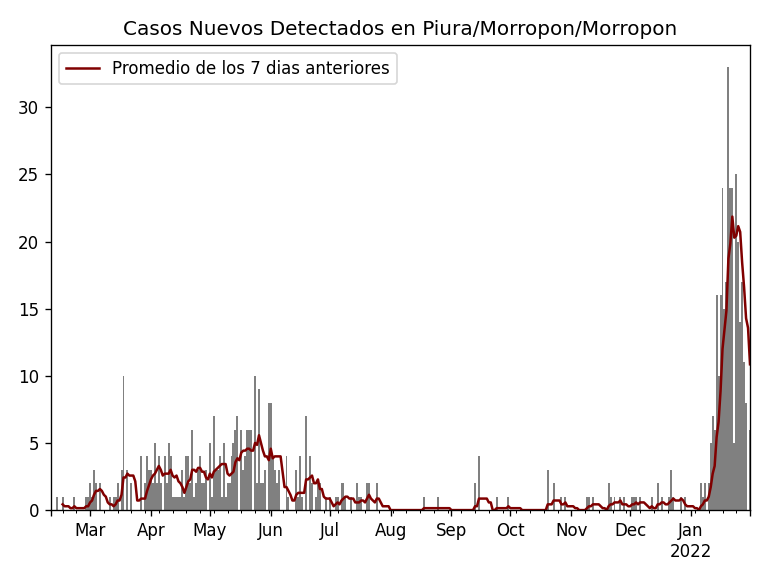 Casos Nuevos Detectados en Piura/Morropon/Morropon
Promedio de los 7 dias anteriores
30
25
20
15
10
5
0
Mar Apr May Jun Jul Aug Sep Oct Nov Dec Jan
2022